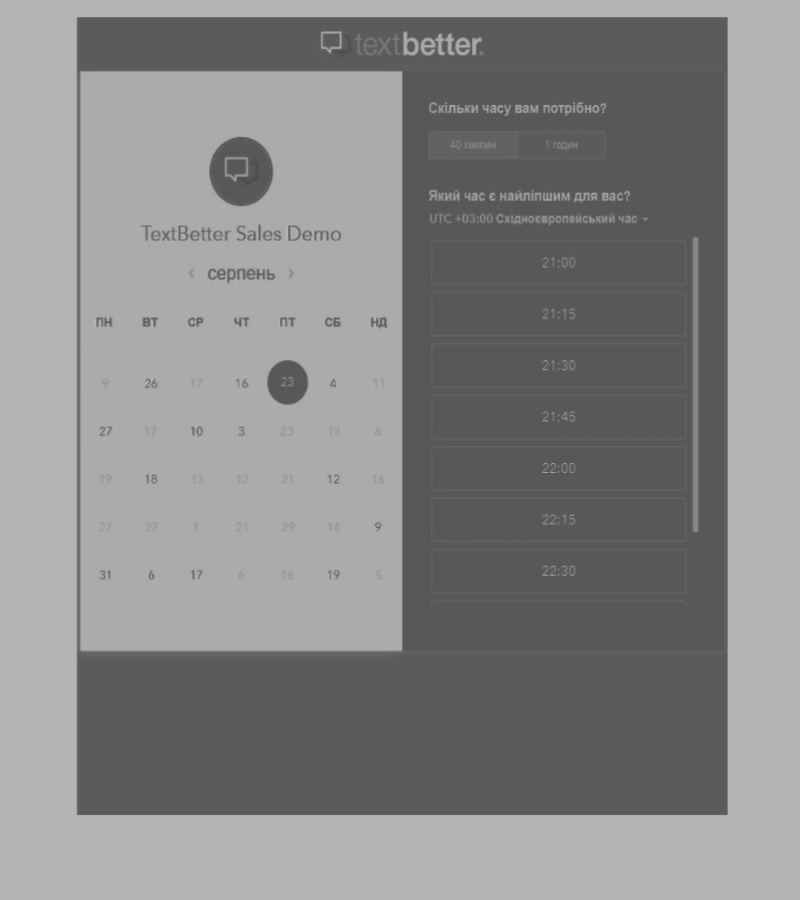 textbetter.
TextBetter Sales Demo
‹ серпень ›
ПН ВТ СР ЧТ ПТ СБ НД
9 26 17 16 23 4 11
27 17 10 3 23 13 6
19 18 13 12 21 12 16
27 27 1 21 29 14 9
31 6 17 6 16 19 5
Скільки часу вам потрібно?
40 хвилин 1 годин
Який час є найліпшим для вас?
UTC +03:00 Східноєвропейський час
21:00
21:15
21:30
21:45
22:00
22:15
22:30